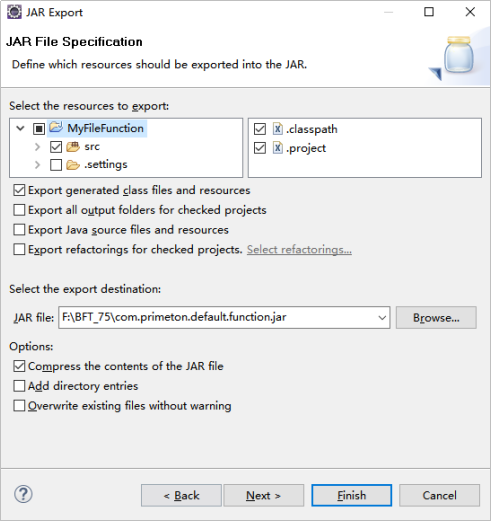 JAR Export
JAR File Specification
Define which resources should be exported into the JAR.
Select the resources to export:
MyFileFunction
src
.settings
.classpath
.project
Export generated class files and resources
Export all output folders for checked projects
Export Java source files and resources
Export refactorings for checked projects. Select refactorings...
Select the export destination:
JAR file: F:\BFT_75\com.primeton.default.function.jar Browse...
Options:
Compress the contents of the JAR file
Add directory entries
Overwrite existing files without warning
? < Back Next > Finish Cancel